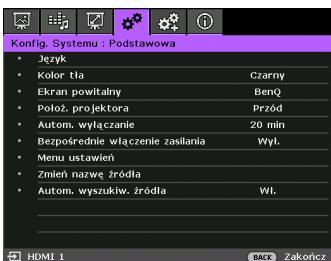 Konfig. Systemu : Podstawowa
Język
Kolor tła Czarny
Ekran powitalny BenQ
Położ. projektora Przód
Autom. wyłączanie 20 min
Bezpośrednie włączenie zasilania Wył.
Menu ustawień
Zmień nazwę źródła
Autom. wyszukiw. źródła Wł.
HDMI 1 BACK Zakończ